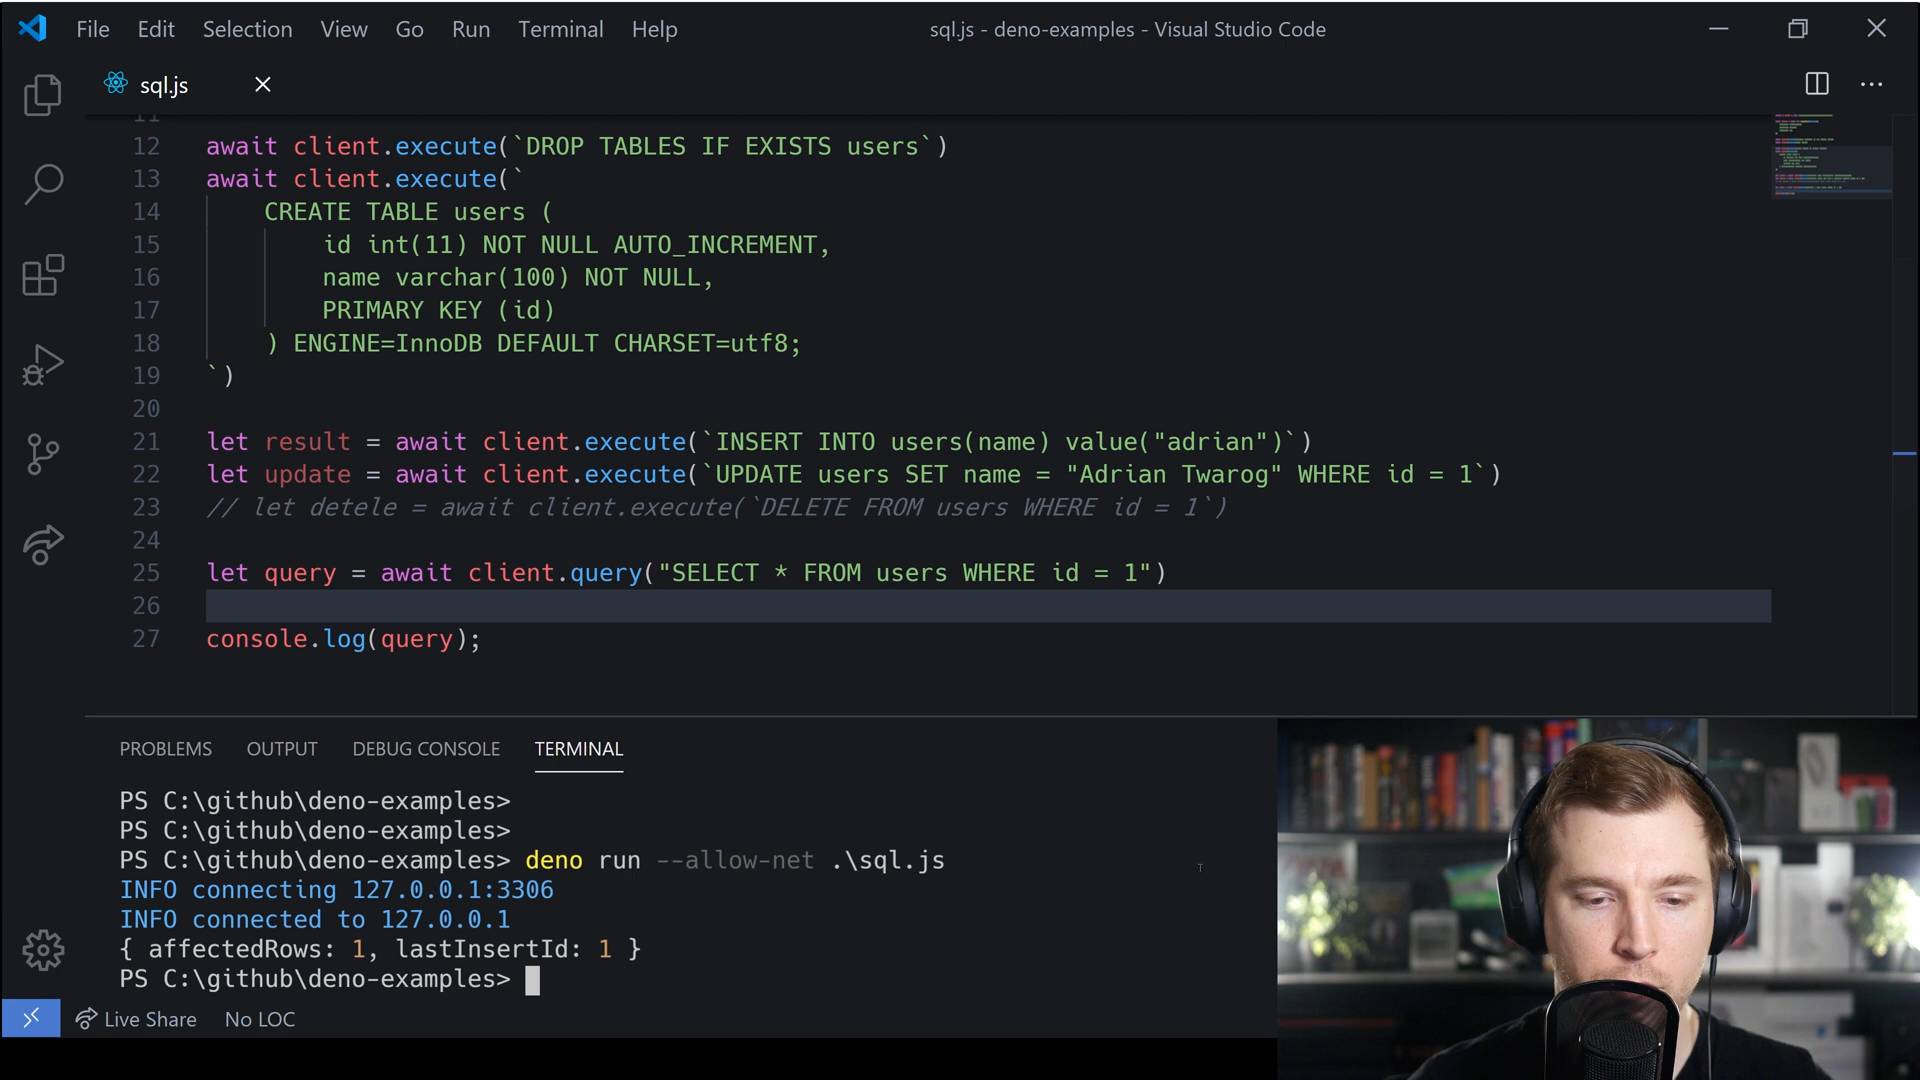 File Edit Selection View Go Run Terminal Help sql.js - deno-examples - Visual Studio Code
sql.js
11
12 await client.execute(`DROP TABLES IF EXISTS users`)
13 await client.execute(`
14 CREATE TABLE users (
15 id int(11) NOT NULL AUTO_INCREMENT,
16 name varchar(100) NOT NULL,
17 PRIMARY KEY (id)
18 ) ENGINE=InnoDB DEFAULT CHARSET=utf8;
19 `)
20
21 let result = await client.execute(`INSERT INTO users(name) value("adrian")`)
22 let update = await client.execute(`UPDATE users SET name = "Adrian Twarog" WHERE id = 1`)
23 // let detele = await client.execute(`DELETE FROM users WHERE id = 1`)
24
25 let query = await client.query("SELECT * FROM users WHERE id = 1")
26
27 console.log(query);
PROBLEMS OUTPUT DEBUG CONSOLE TERMINAL
PS C:\github\deno-examples>
PS C:\github\deno-examples>
PS C:\github\deno-examples> deno run --allow-net .\sql.js
INFO connecting 127.0.0.1:3306
INFO connected to 127.0.0.1
{ affectedRows: 1, lastInsertId: 1 }
PS C:\github\deno-examples>
Live Share No LOC